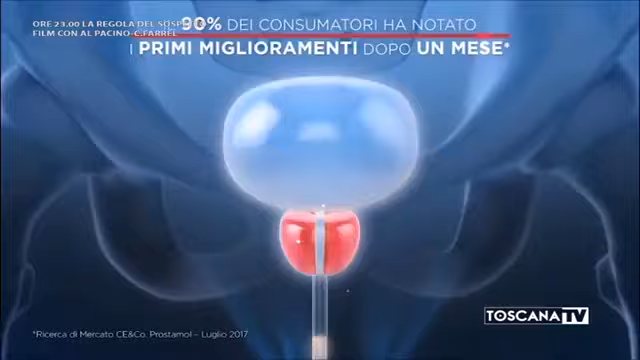 ORE 23.00 LA REGOLA DEL SOSPETTO
FILM CON AL PACINO-C.FARREL
90% DEI CONSUMATORI HA NOTATO
I PRIMI MIGLIORAMENTI DOPO UN MESE*
TOSCANA TV
*Ricerca di Mercato CE&Co. Prostamol – Luglio 2017